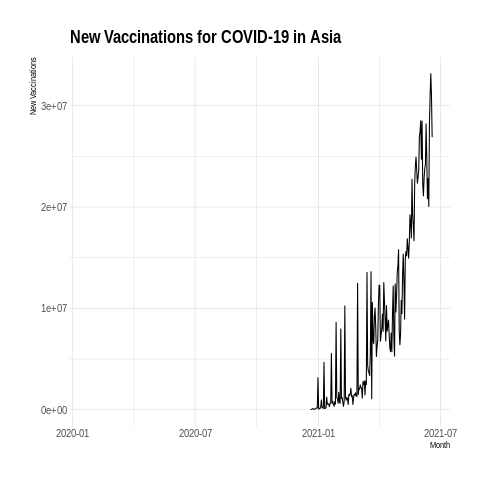 New Vaccinations for COVID-19 in Asia
New Vaccinations
3e+07
2e+07
1e+07
0e+00
2020-01 2020-07 2021-01 2021-07
Month